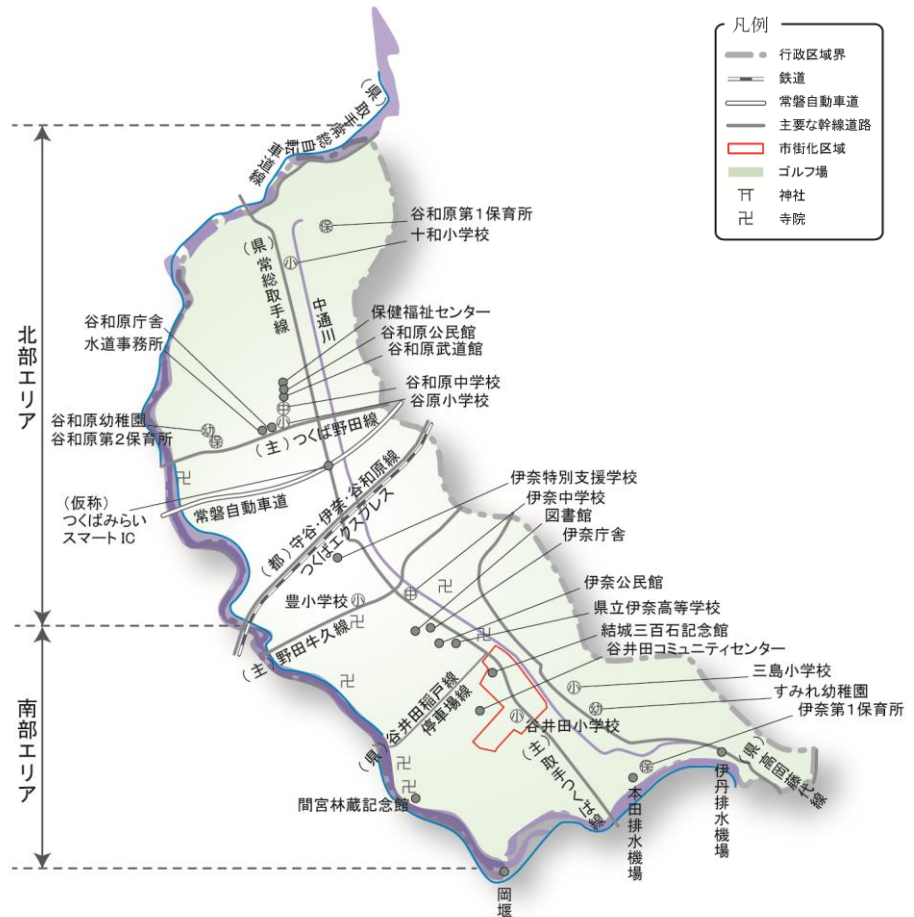 凡例
行政区域界
鉄道
常磐自動車道
主要な幹線道路
市街化区域
ゴルフ場
神社
寺院
(県)取手常総自転
車道線
北部エリア
南部エリア
谷和原第1保育所
十和小学校
保
小
(県)常総取手線
中通川
保健福祉センター
谷和原公民館
谷和原武道館
谷和原庁舎
水道事務所
谷和原中学校
谷原小学校
中
小
谷和原幼稚園
谷和原第2保育所
幼
保
(主)つくば野田線
(仮称)
つくばみらい
スマートIC
常磐自動車道
(都)守谷・伊奈・谷和原線
つくばエクスプレス
伊奈特別支援学校
伊奈中学校
図書館
伊奈庁舎
中
豊小学校
小
伊奈公民館
県立伊奈高等学校
結城三百石記念館
谷井田コミュニティセンター
(主)野田牛久線
(県)谷井田稲戸線
停車場線
三島小学校
すみれ幼稚園
伊奈第1保育所
小
幼
保
小
谷井田小学校
(主)取手つくば線
(県)高岡藤代線
間宮林蔵記念館
本田排水機場
伊丹排水機場
岡堰